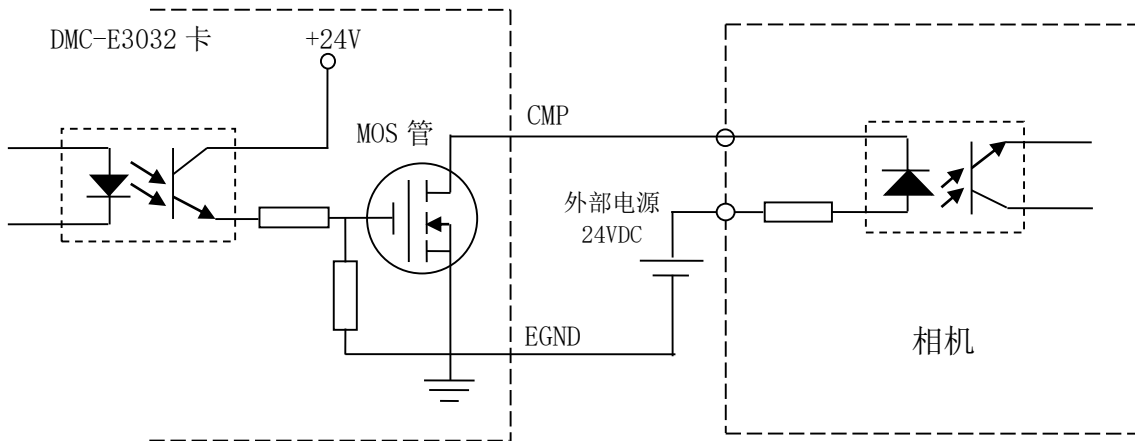 DMC-E3032 卡
+24V
MOS 管
CMP
外部电源
24VDC
EGND
相机